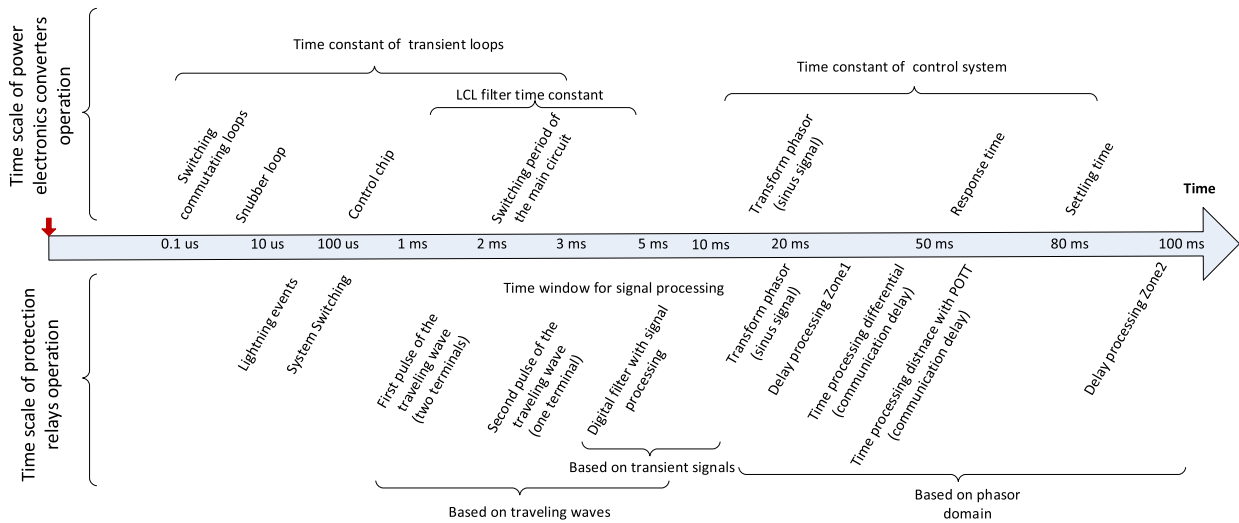 Time scale of power
electronics converters
operation
Time constant of  transient loops
LCL filter time constant
Time constant of  control system
Switching
commutating loops
Snubber loop
Control chip
Switching period of
the main circuit
Transform phasor
(sinus signal)
Response time
Settling time
Time
0.1 us
10 us
100 us
1 ms
2 ms
3 ms
5 ms
10 ms
20 ms
50 ms
80 ms
100 ms
Time scale of protection
relays operation
Time window for signal processing
Lightning events
System Switching
First pulse of the
traveling wave
(two terminals)
Second pulse of the
traveling wave
(one terminal)
Digital filter with signal
processing
Transform phasor
(sinus signal)
Delay processing Zone1
Time processing differential
(communication delay)
Time processing distnace with POTT
(communication delay)
Delay processing Zone2
Based on transient signals
Based on traveling waves
Based on phasor
domain